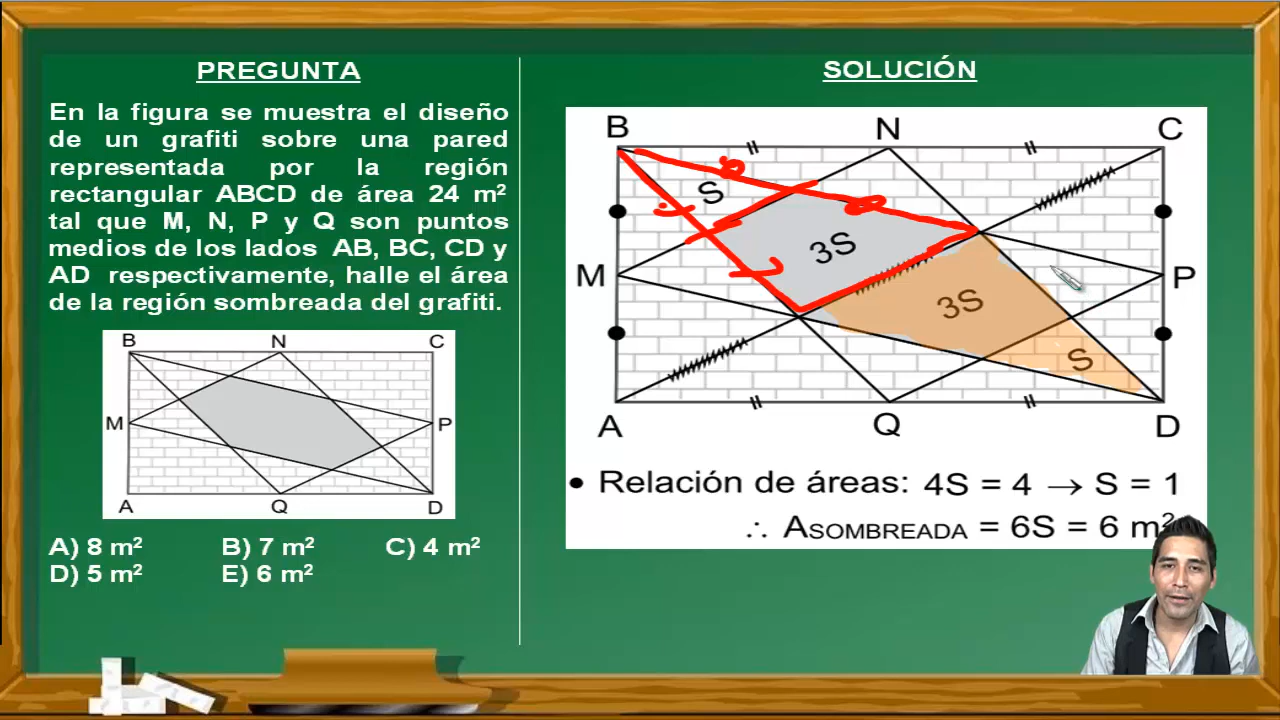 PREGUNTA
En la figura se muestra el diseño
de un grafiti sobre una pared
representada por la región
rectangular ABCD de área 24 m²
tal que M, N, P y Q son puntos
medios de los lados AB, BC, CD y
AD respectivamente, halle el área
de la región sombreada del grafiti.
B N C
M P
A Q D
A) 8 m² B) 7 m² C) 4 m²
D) 5 m² E) 6 m²
SOLUCIÓN
B N C
S
3S
M P
3S
S
A Q D
• Relación de áreas: 4S = 4 → S = 1
∴ ASOMBREADA = 6S = 6 m²